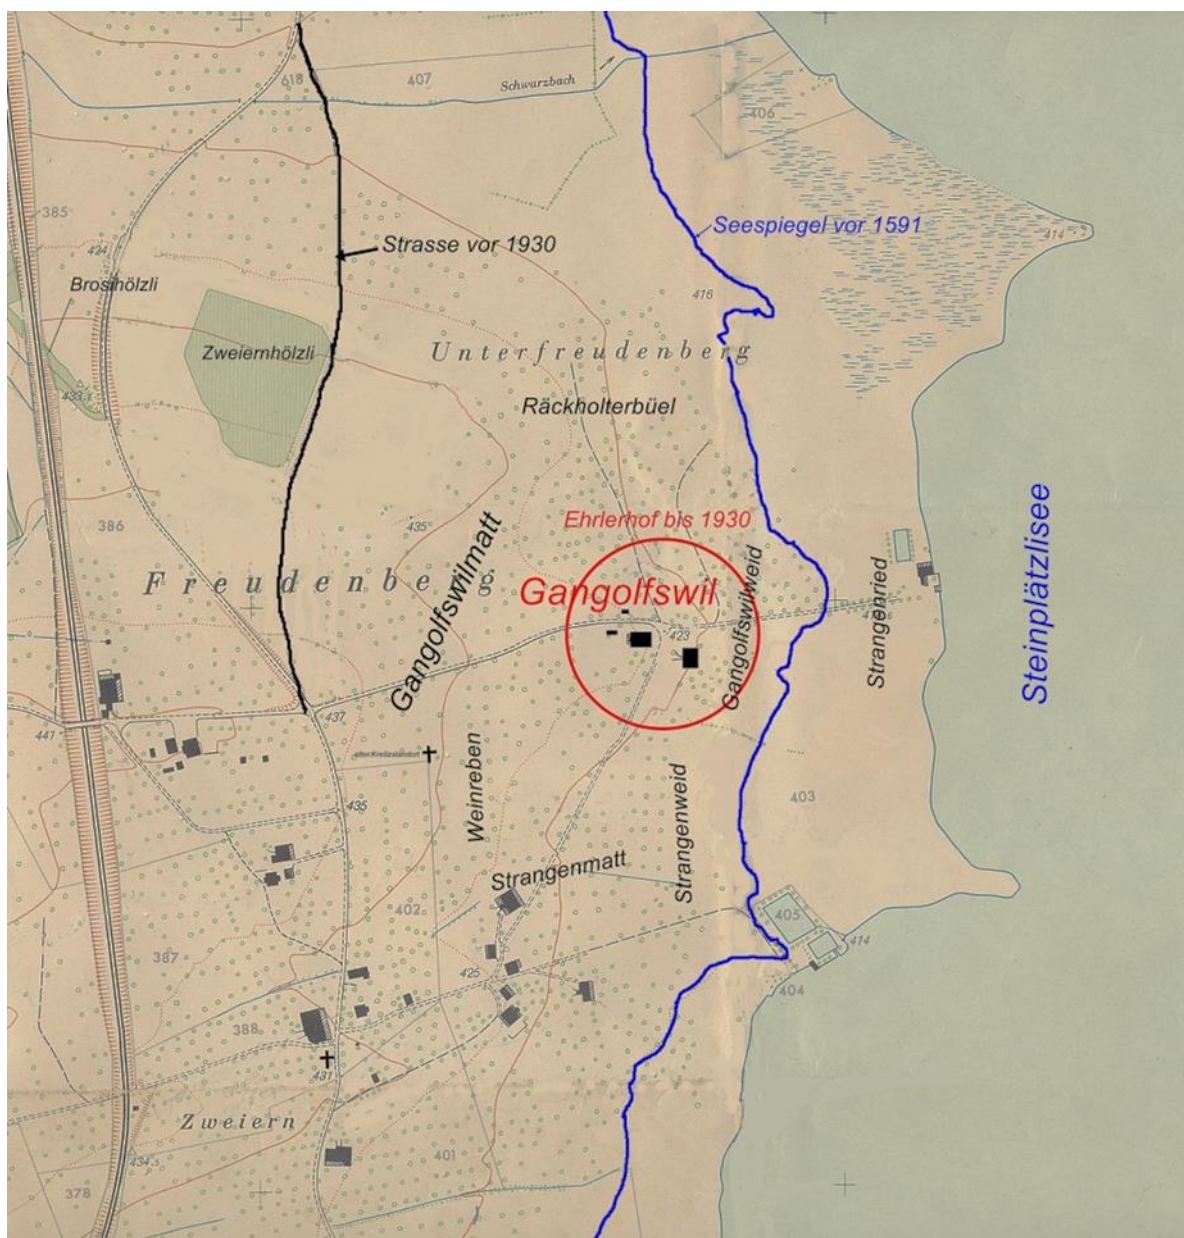 618
407
Schwarzbach
406
385
Seespiegel vor 1591
414
424
Strasse vor 1930
Brosihölzli
416
Zweiernhölzli
Unterfreudenberg
433.1
Räckholterbüel
386
435
Ehrlerhof bis 1930
Steinplätzlisee
Freudenberg
Gangolfswilmatt
Gangolfswil
Gangolfswilweid
Strangenried
423
437
441
Weinreben
Strangenweid
403
435
Strangenmatt
402
405
414
387
425
404
388
431
Zweiern
434.5
401
378